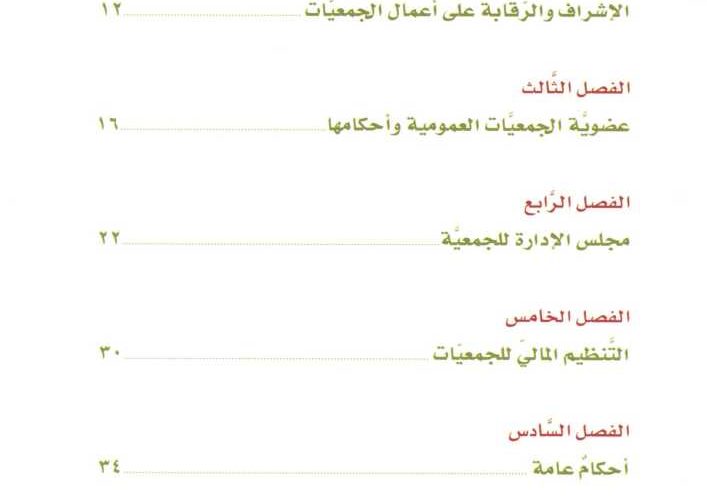 الإشراف والرَّقابة على أعمال الجمعيَّات ١٢
الفصل الثَّالث
عضويَّة الجمعيَّات العمومية وأحكامها ١٦
الفصل الرَّابع
مجلس الإدارة للجمعيَّة ٢٢
الفصل الخامس
التَّنظيم الماليّ للجمعيّات ٣٠
الفصل السَّادس
أحكامٌ عامة ٣٤